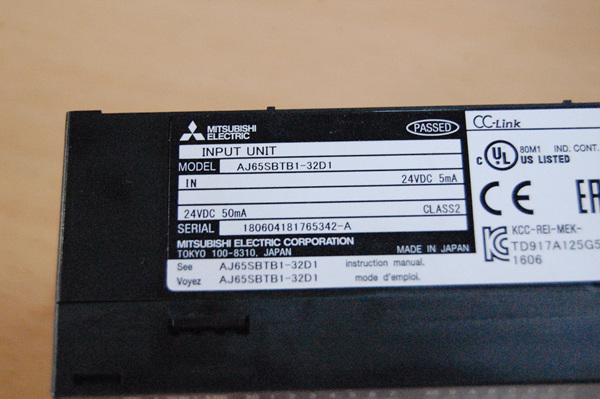 MITSUBISHI
ELECTRIC
PASSED
INPUT UNIT
MODEL AJ65SBTB1-32D1
IN 24VDC 5mA
24VDC 50mA CLASS2
SERIAL 180604181765342-A
MITSUBISHI ELECTRIC CORPORATION
TOKYO 100-8310, JAPAN MADE IN JAPAN
See AJ65SBTB1-32D1 instruction manual.
Voyez AJ65SBTB1-32D1 mode d'emploi.
CC-Link
80M1 IND. CONT.
c UL US LISTED
CE
KCC-REI-MEK-
TD917A125G5
1606